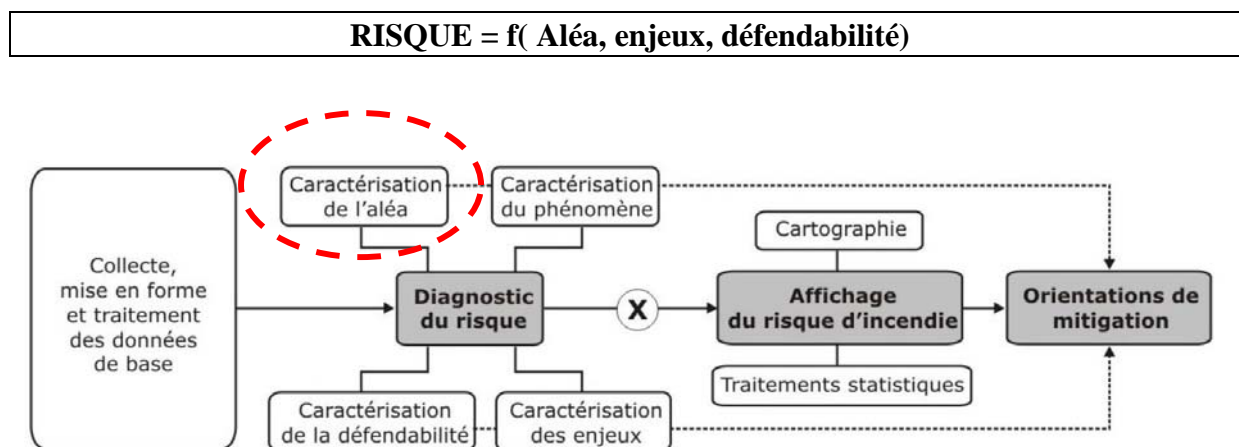 RISQUE = f( Aléa, enjeux, défendabilité)
Collecte,
mise en forme
et traitement
des données
de base
Caractérisation
de l'aléa
Caractérisation
du phénomène
Diagnostic
du risque
Caractérisation
de la défendabilité
Caractérisation
des enjeux
X
Cartographie
Affichage
du risque d'incendie
Traitements statistiques
Orientations de
mitigation